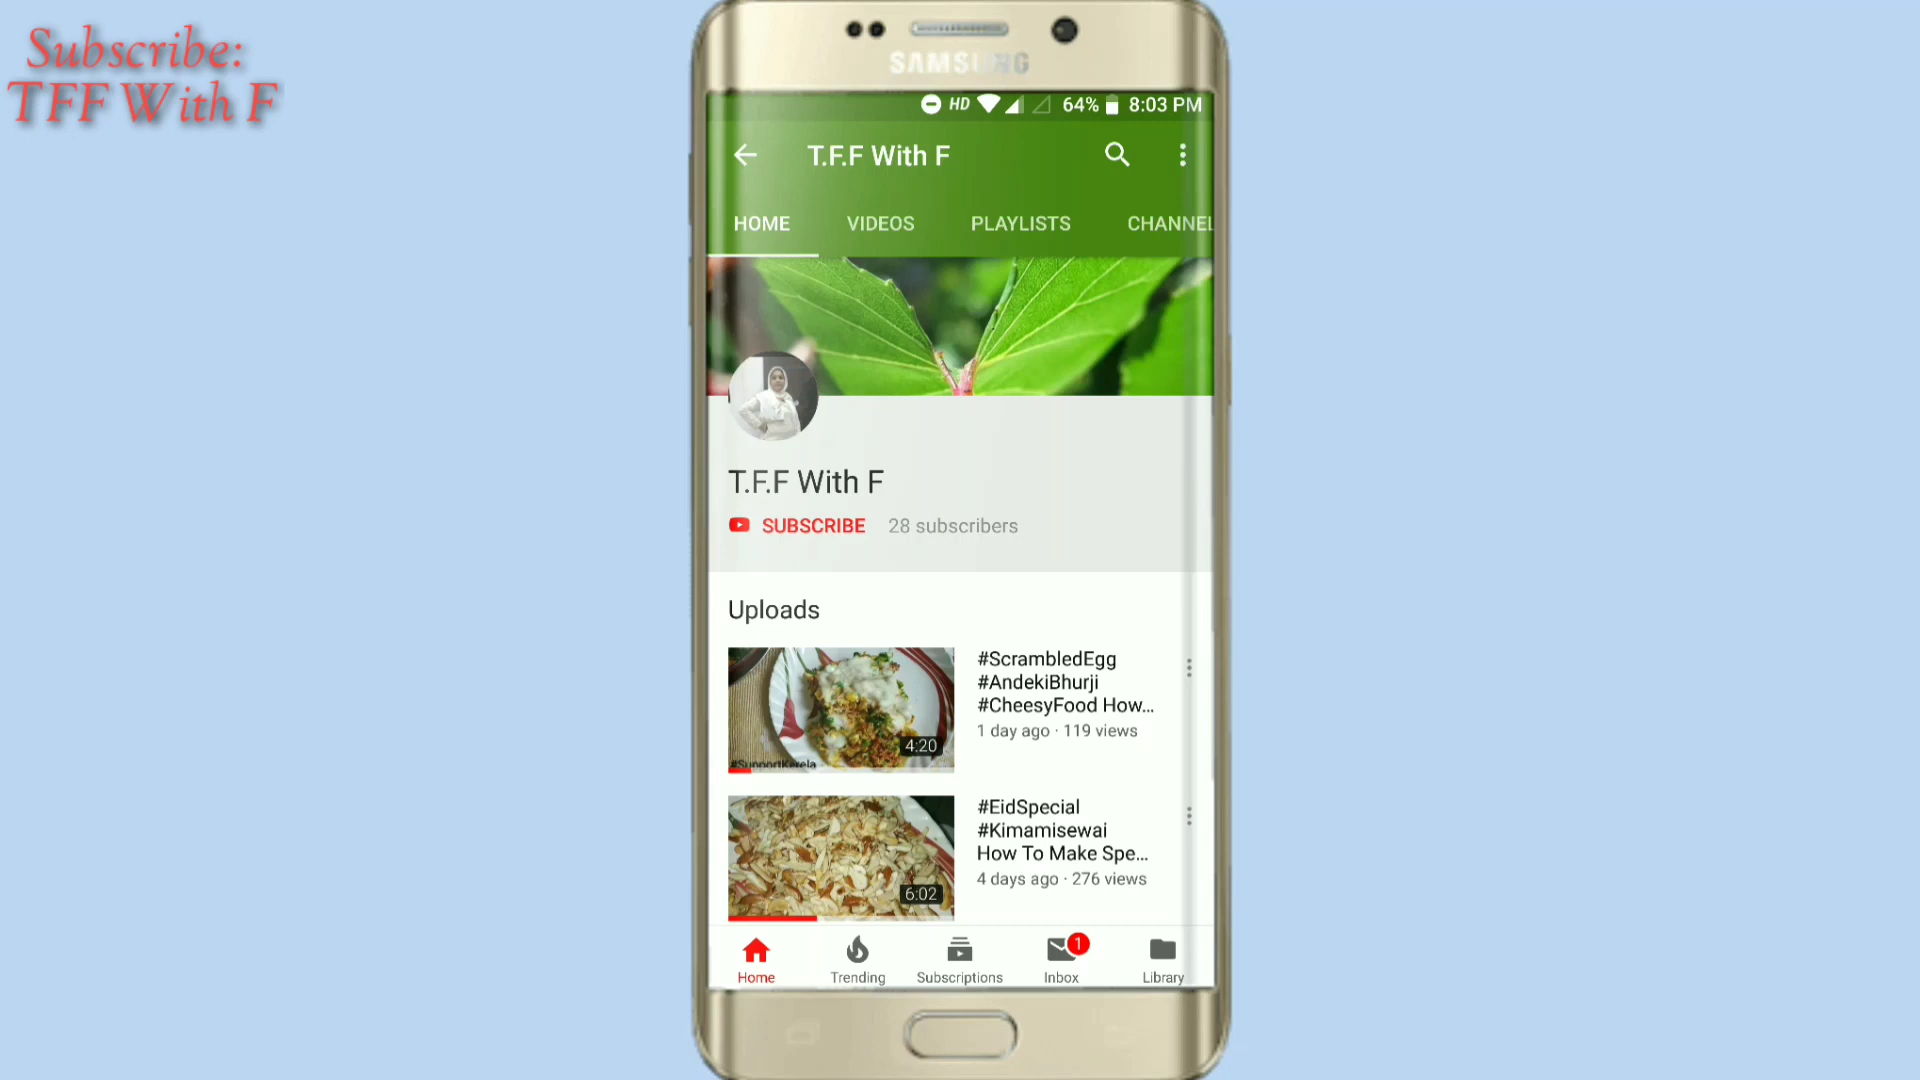 Subscribe:
TFF With F
SAMSUNG
HD 64% 8:03 PM
T.F.F With F
HOME VIDEOS PLAYLISTS CHANNEL
T.F.F With F
SUBSCRIBE 28 subscribers
Uploads
#ScrambledEgg
#AndekiBhurji
#CheesyFood How...
1 day ago · 119 views
4:20
#SupportKerela
#EidSpecial
#Kimamisewai
How To Make Spe...
4 days ago · 276 views
6:02
1
Home Trending Subscriptions Inbox Library